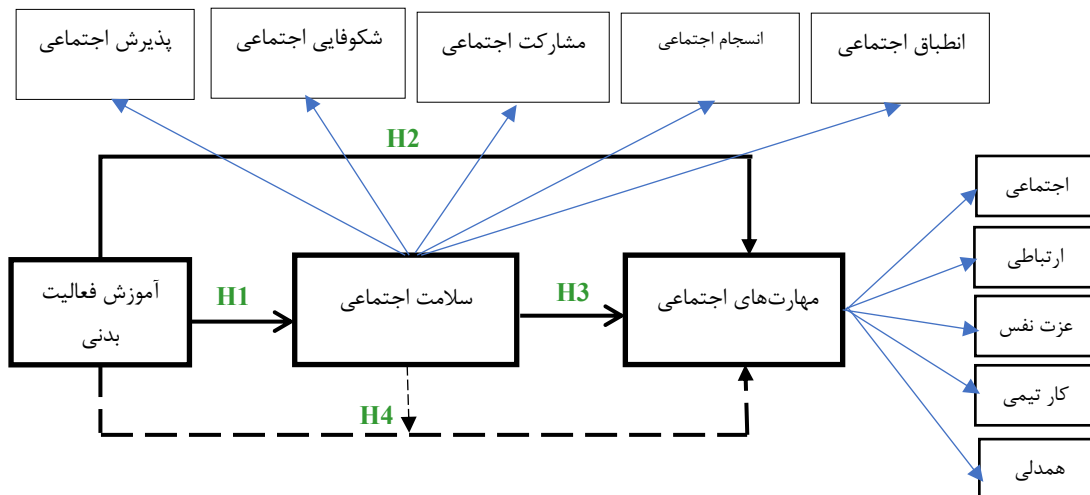 انطباق اجتماعی
انسجام اجتماعی
مشارکت اجتماعی
شکوفایی اجتماعی
پذیرش اجتماعی
H2
آموزش فعالیت
بدنی
H1
سلامت اجتماعی
H3
مهارت‌های اجتماعی
H4
اجتماعی
ارتباطی
عزت نفس
کار تیمی
همدلی